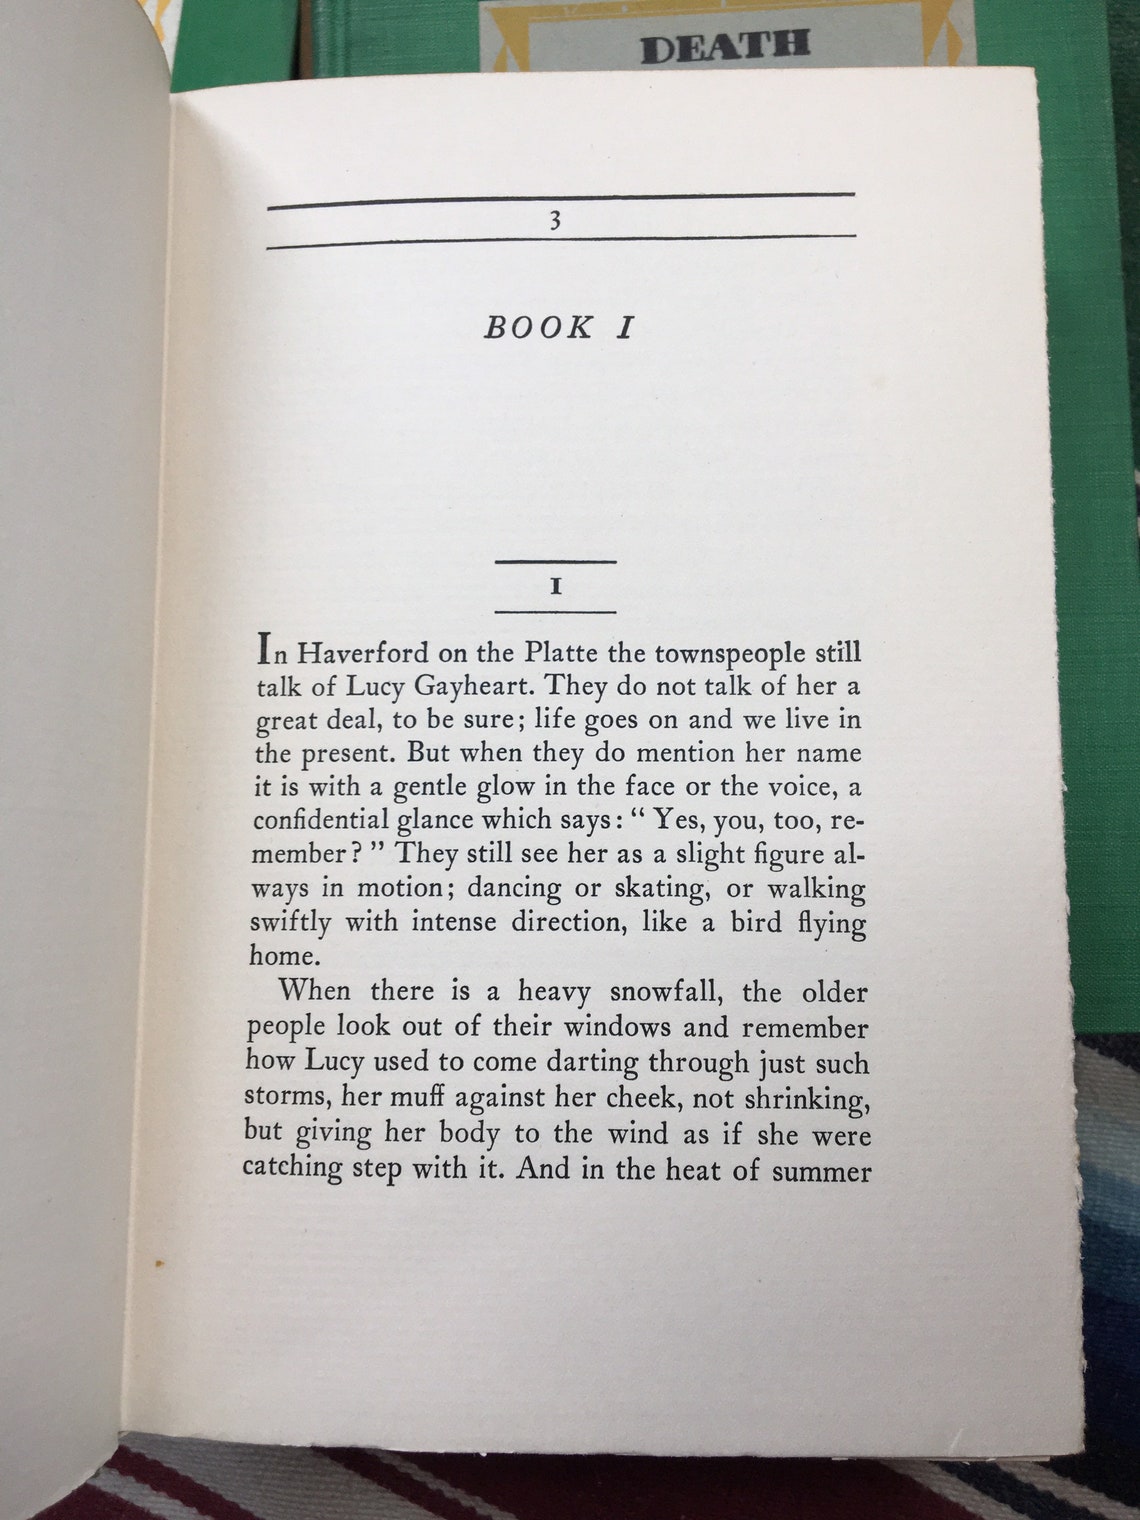 DEATH
3
BOOK I
I
In Haverford on the Platte the townspeople still
talk of Lucy Gayheart. They do not talk of her a
great deal, to be sure; life goes on and we live in
the present. But when they do mention her name
it is with a gentle glow in the face or the voice, a
confidential glance which says: “ Yes, you, too, re-
member? ” They still see her as a slight figure al-
ways in motion; dancing or skating, or walking
swiftly with intense direction, like a bird flying
home.
When there is a heavy snowfall, the older
people look out of their windows and remember
how Lucy used to come darting through just such
storms, her muff against her cheek, not shrinking,
but giving her body to the wind as if she were
catching step with it. And in the heat of summer